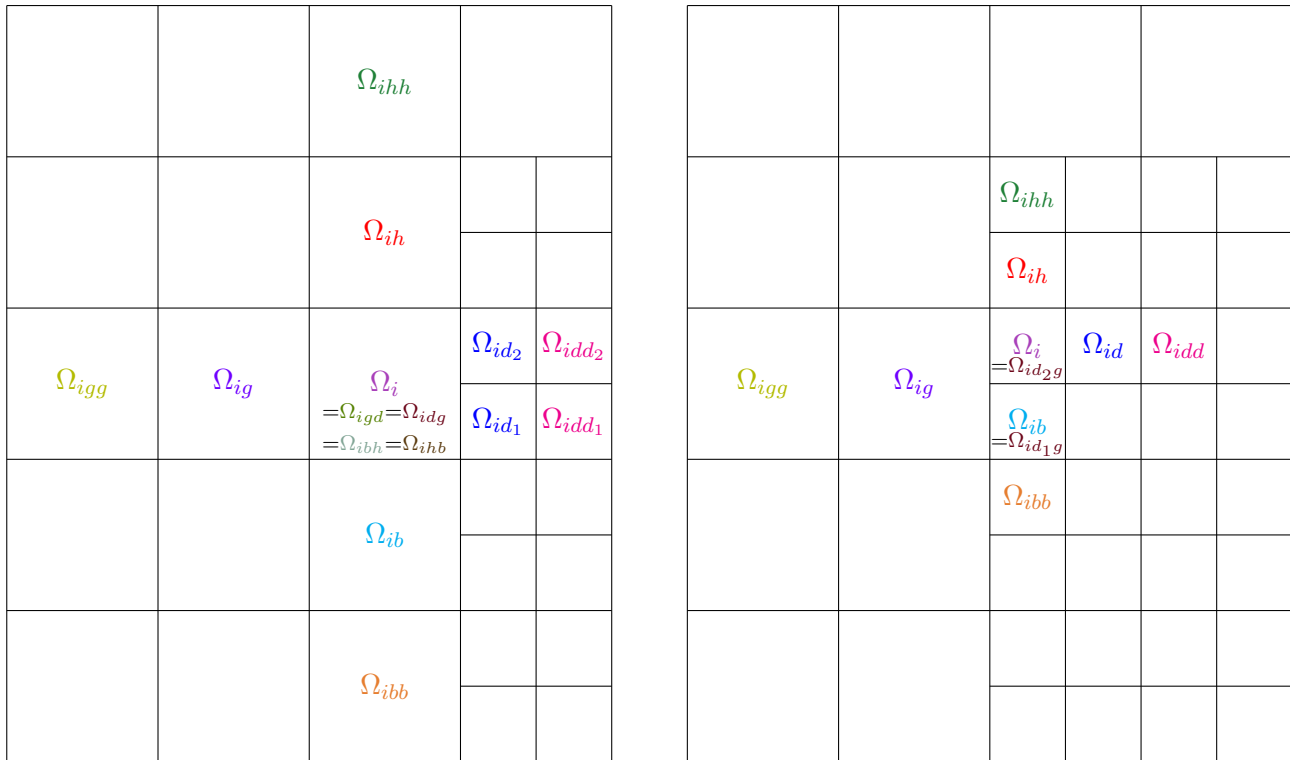 Ω_{ihh}
Ω_{ih}
Ω_{igg} Ω_{ig} Ω_i Ω_{id_2} Ω_{idd_2}
=Ω_{igd}=Ω_{idg} Ω_{id_1} Ω_{idd_1}
=Ω_{ibh}=Ω_{ihb}
Ω_{ib}
Ω_{ibb}
Ω_{ihh}
Ω_{ih}
Ω_i Ω_{id} Ω_{idd}
=Ω_{id_2g}
Ω_{igg} Ω_{ig}
Ω_{ib}
=Ω_{id_1g}
Ω_{ibb}